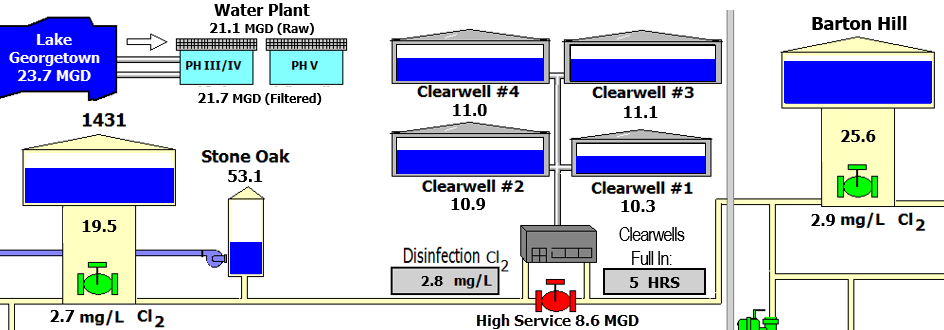 Lake
Georgetown
23.7 MGD
Water Plant
21.1 MGD (Raw)
PH III/IV
PH V
21.7 MGD (Filtered)
1431
19.5
2.7 mg/L Cl2
Stone Oak
53.1
Clearwell #4
11.0
Clearwell #3
11.1
Clearwell #2
10.9
Clearwell #1
10.3
Disinfection Cl2
2.8 mg/L
Clearwells
Full In:
5 HRS
High Service 8.6 MGD
Barton Hill
25.6
2.9 mg/L Cl2